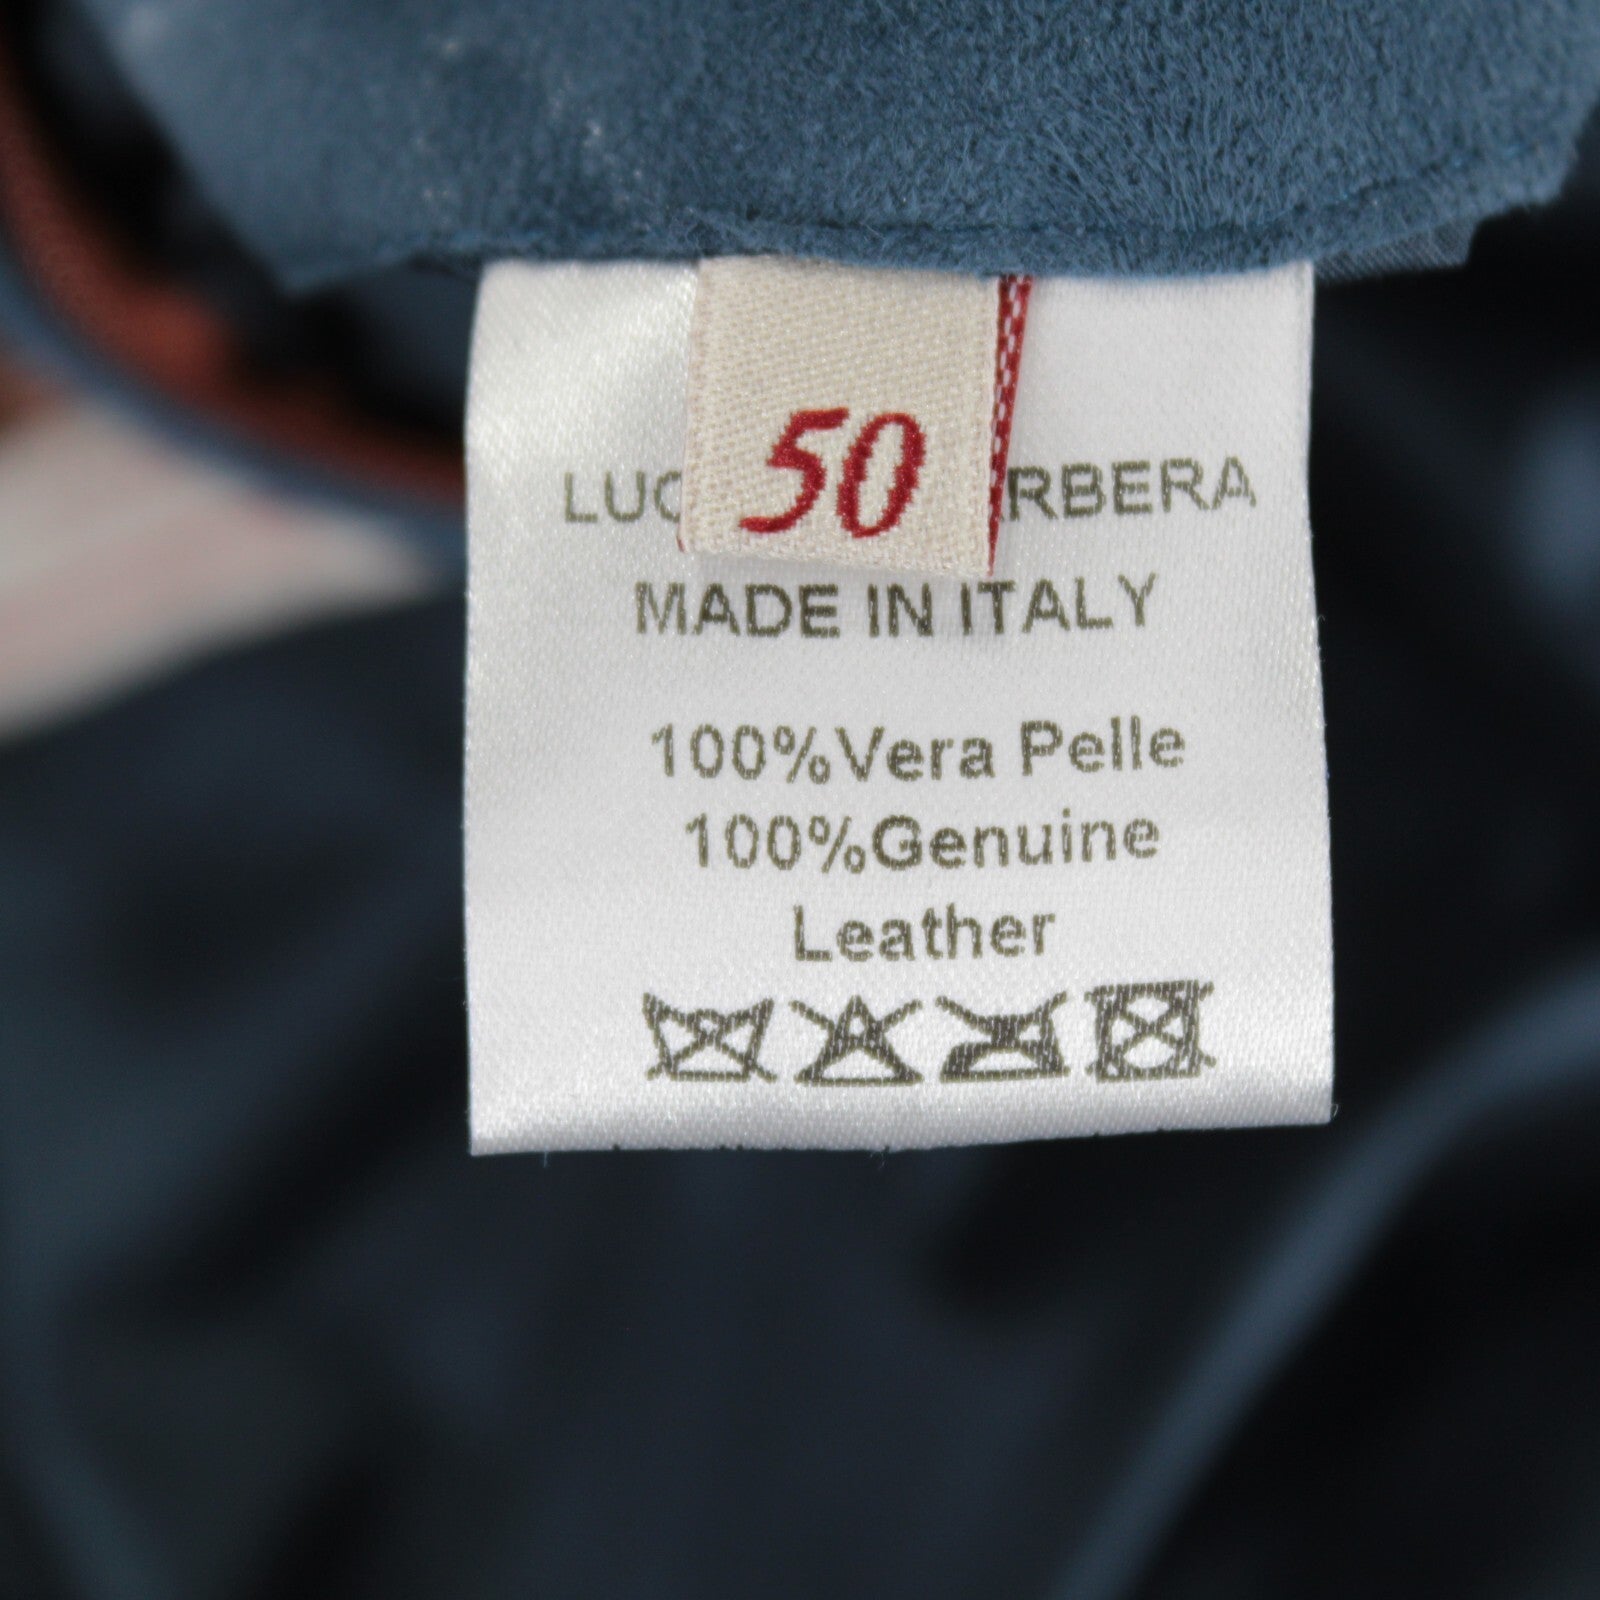 50
MADE IN ITALY
100%Vera Pelle
100%Genuine
Leather